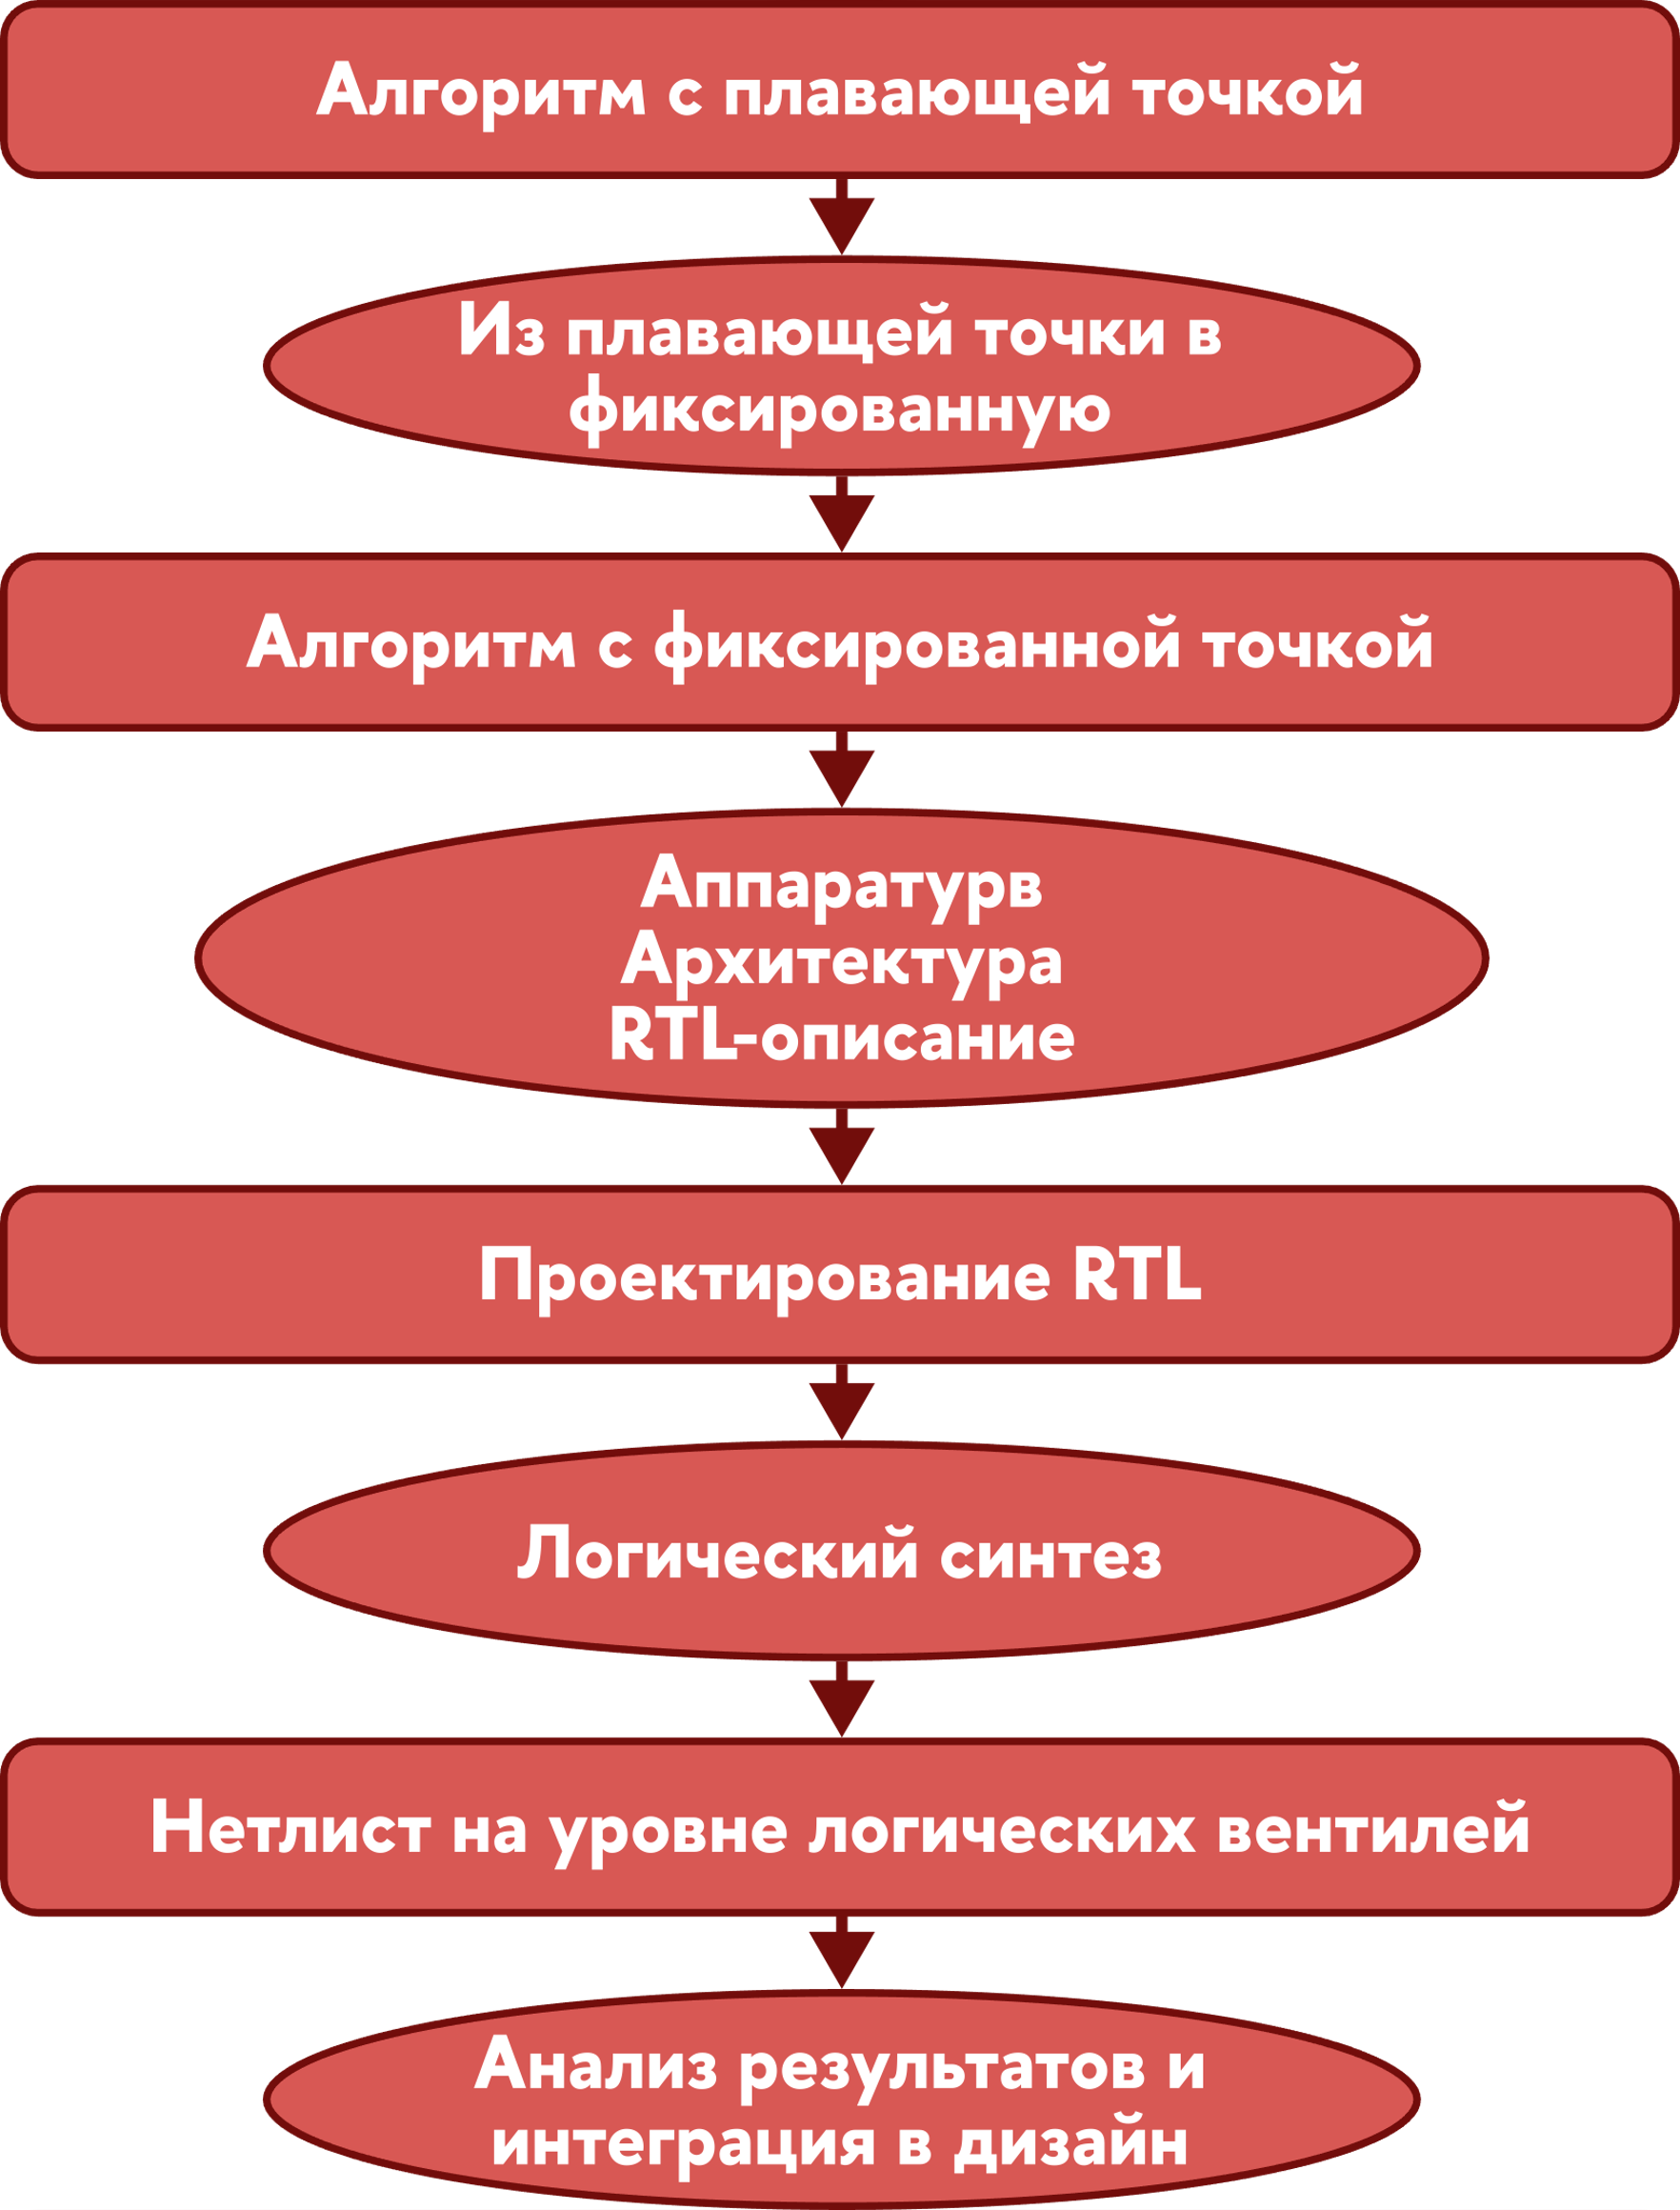 Алгоритм с плавающей точкой
Из плавающей точки в
фиксированную
Алгоритм с фиксированной точкой
Аппаратурв
Архитектура
RTL-описание
Проектирование RTL
Логический синтез
Нетлист на уровне логических вентилей
Анализ результатов и
интеграция в дизайн